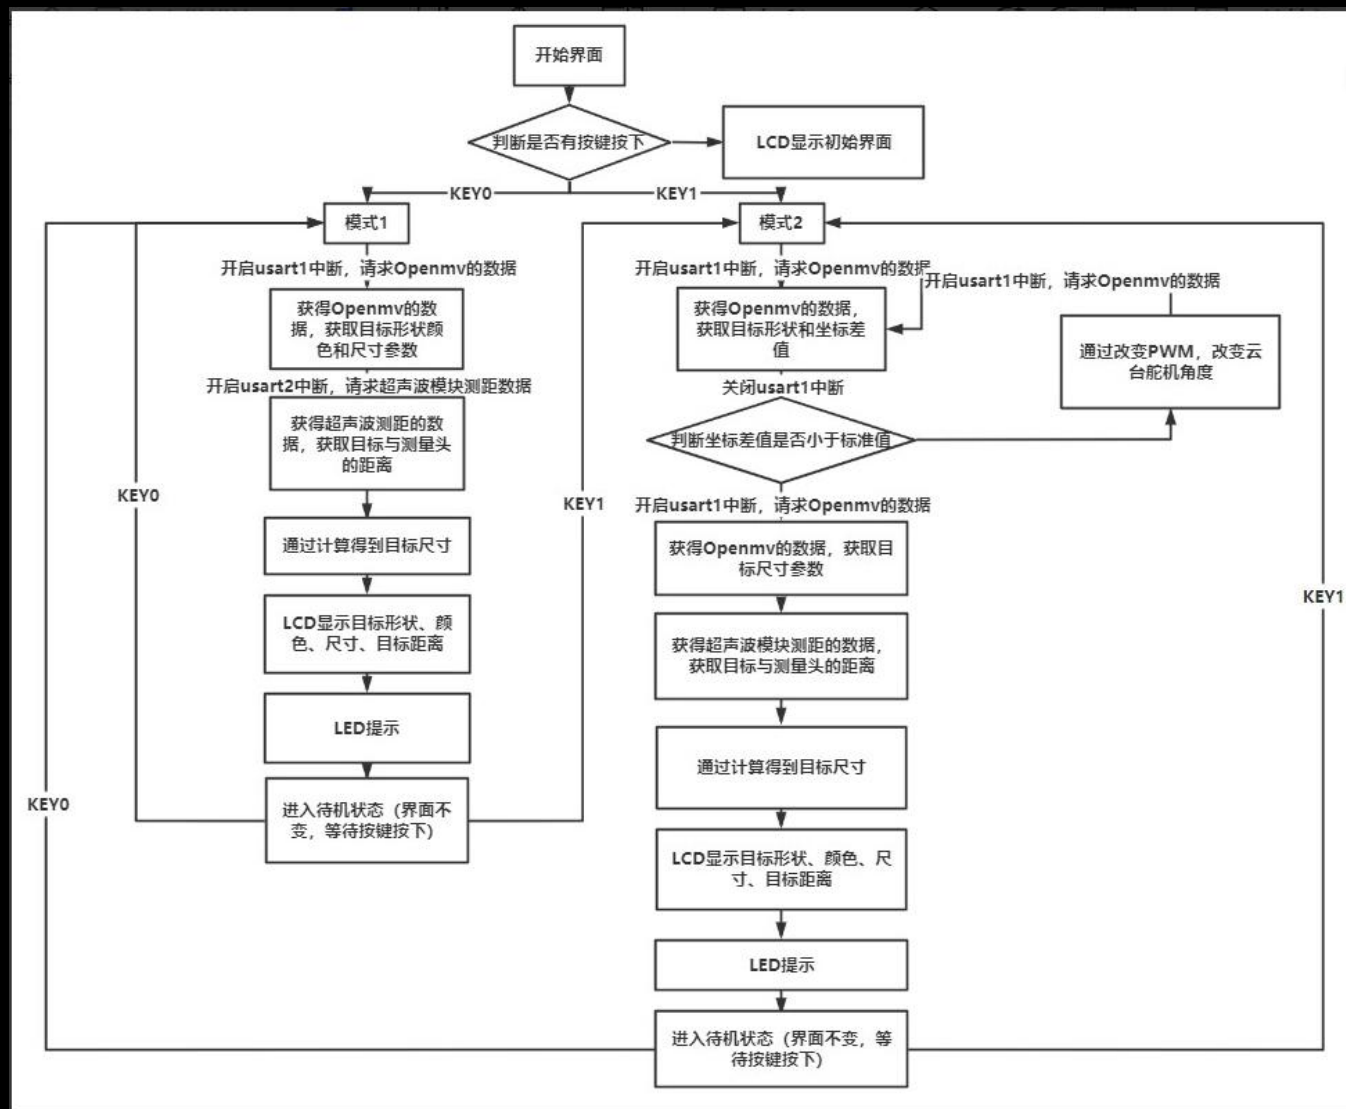 开始界面
判断是否有按键按下
LCD显示初始界面
KEY0
KEY1
模式1
模式2
开启usart1中断，请求Openmv的数据
开启usart1中断，请求Openmv的数据
开启usart1中断，请求Openmv的数据
获得Openmv的数
据，获取目标形状颜
色和尺寸参数
获得Openmv的数据，
获取目标形状和坐标差
值
通过改变PWM，改变云
台舵机角度
开启usart2中断，请求超声波模块测距数据
关闭usart1中断
获得超声波测距的数
据，获取目标与测量头
的距离
判断坐标差值是否小于标准值
KEY0
KEY1
开启usart1中断，请求Openmv的数据
通过计算得到目标尺寸
获得Openmv的数据，获取目
标尺寸参数
KEY1
LCD显示目标形状、颜
色、尺寸、目标距离
获得超声波模块测距的数据，
获取目标与测量头的距离
LED提示
通过计算得到目标尺寸
KEY0
进入待机状态（界面不
变，等待按键按下）
LCD显示目标形状、颜色、尺
寸、目标距离
LED提示
进入待机状态（界面不变，等
待按键按下）